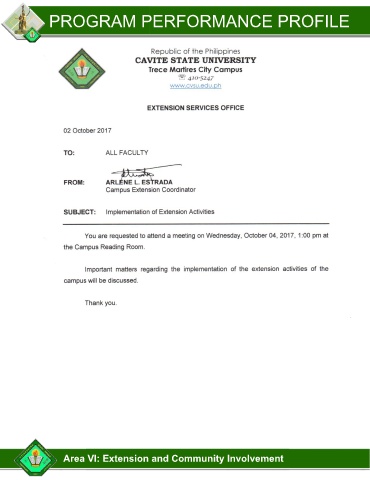 PROGRAM PERFORMANCE PROFILE
Republic of the Philippines
CAVITE STATE UNIVERSITY
Trece Martires City Campus
☏ 410-5247
www.cvsu.edu.ph
EXTENSION SERVICES OFFICE
02 October 2017
TO: ALL FACULTY
FROM: ARLENE L. ESTRADA
Campus Extension Coordinator
SUBJECT: Implementation of Extension Activities
You are requested to attend a meeting on Wednesday, October 04, 2017, 1:00 pm at
the Campus Reading Room.
Important matters regarding the implementation of the extension activities of the
campus will be discussed.
Thank you.
Area VI: Extension and Community Involvement